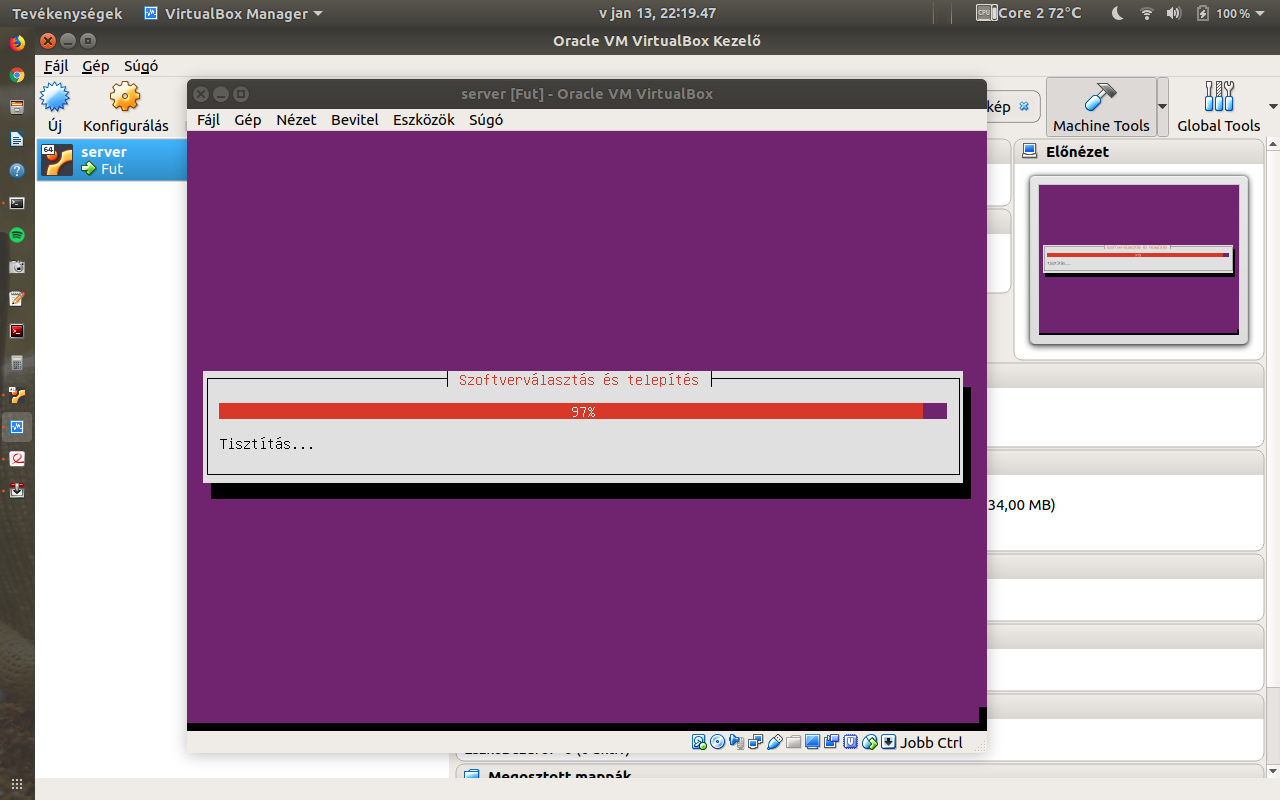 Tevékenységek VirtualBox Manager v jan 13, 22:19.47 CPU Core 2 72°C 100 %
Oracle VM VirtualBox Kezelő
Fájl Gép Súgó
Új Konfigurálás kép Machine Tools Global Tools
64 server
Fut
Előnézet
server [Fut] - Oracle VM VirtualBox
Fájl Gép Nézet Bevitel Eszközök Súgó
Szoftverválasztás és telepítés
97%
Tisztítás...
34,00 MB)
Jobb Ctrl
Megosztott mappák